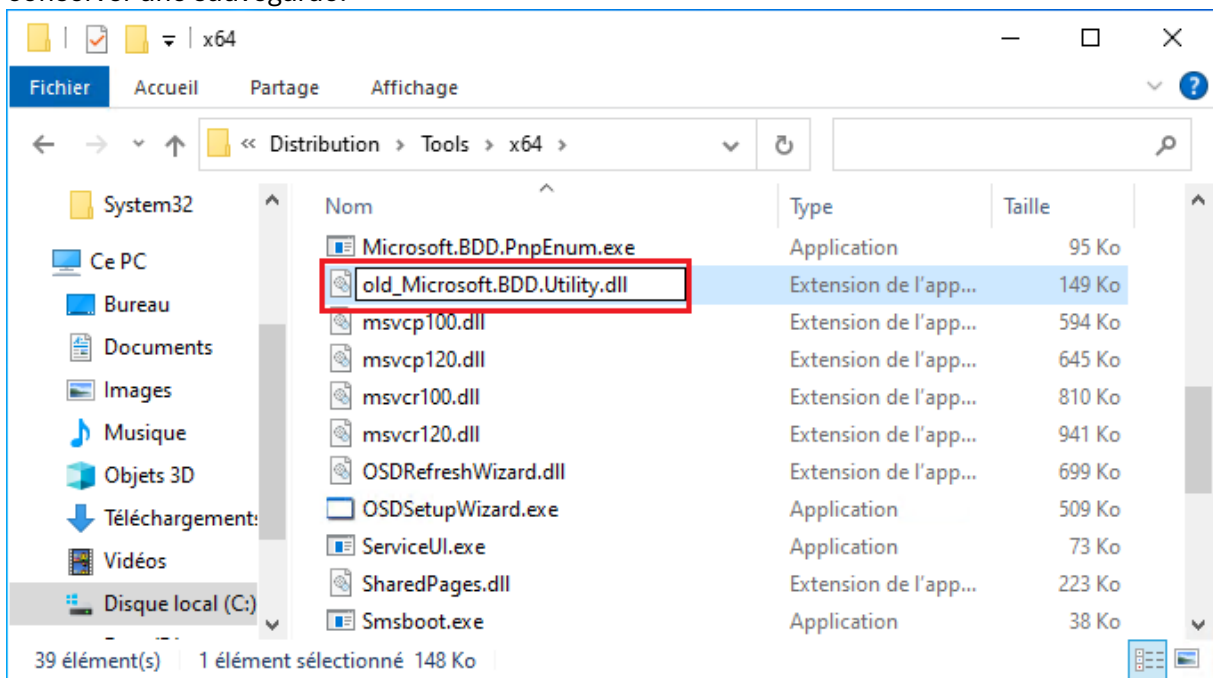 x64
Fichier Accueil Partage Affichage
« Distribution > Tools > x64 >
Nom Type Taille
System32
Ce PC
Bureau
Documents
Images
Musique
Objets 3D
Téléchargements
Vidéos
Disque local (C:)
Microsoft.BDD.PnpEnum.exe Application 95 Ko
old_Microsoft.BDD.Utility.dll Extension de l'app... 149 Ko
msvcp100.dll Extension de l'app... 594 Ko
msvcp120.dll Extension de l'app... 645 Ko
msvcr100.dll Extension de l'app... 810 Ko
msvcr120.dll Extension de l'app... 941 Ko
OSDRefreshWizard.dll Extension de l'app... 699 Ko
OSDSetupWizard.exe Application 509 Ko
ServiceUI.exe Application 73 Ko
SharedPages.dll Extension de l'app... 223 Ko
Smsboot.exe Application 38 Ko
39 élément(s) 1 élément sélectionné 148 Ko